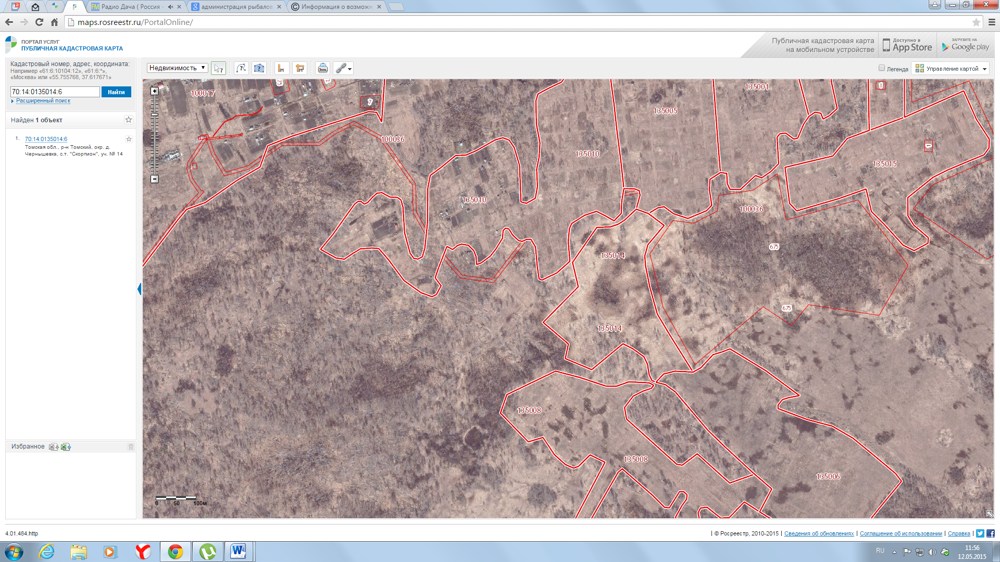 Радио Дача ( Россия -
администрация рыбалов
Информация о возможн
maps.rosreestr.ru/PortalOnline/
ПОРТАЛ УСЛУГ
ПУБЛИЧНАЯ КАДАСТРОВАЯ КАРТА
Публичная кадастровая карта
на мобильном устройстве
Доступно в
App Store
ЗАГРУЗИТЕ НА
Google play
Кадастровый номер, адрес, координата:
Например «61:6:10104:12», «61:6:*»,
«Москва» или «55.755768, 37.617671»
70:14:0135014:6
Найти
Расширенный поиск
Недвижимость
Легенда
Управление картой
Найден 1 объект
1. 70:14:0135014:6
Томская обл., р-н Томский, окр. д.
Чернышевка, с.т. "Скорпион", уч. № 14
100017
135001
7
1
135005
100036
135010
1
135015
135010
100036
675
135014
675
135014
135008
135008
135006
0 50 100м
Избранное
4.01.484.http
| © Росреестр, 2010-2015 | Сведения об обновлениях | Соглашение об использовании | Справка |
RU
11:56
12.05.2015